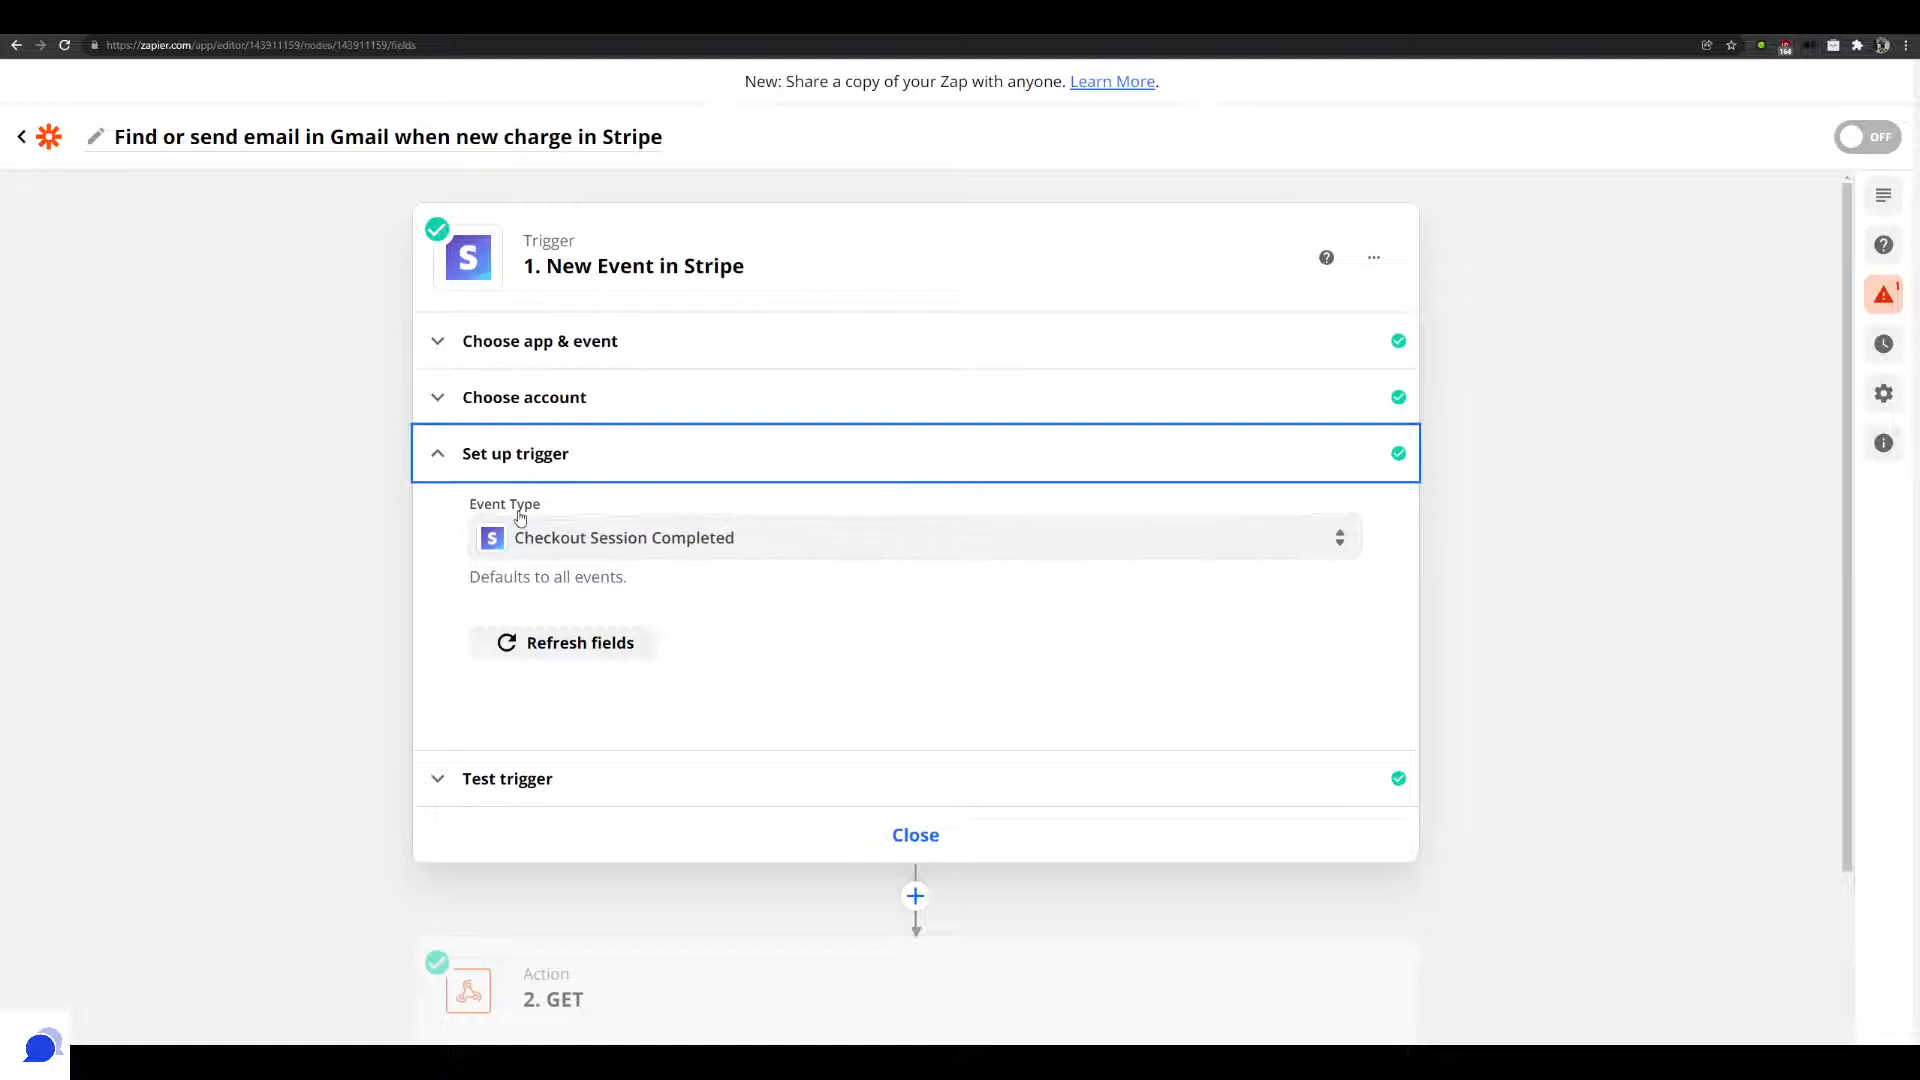 https://zapier.com/app/editor/143911159/nodes/143911159/fields
164
New: Share a copy of your Zap with anyone. Learn More.
Find or send email in Gmail when new charge in Stripe
OFF
S
Trigger
1. New Event in Stripe
?
...
?
1
Choose app & event
Choose account
Set up trigger
Event Type
S Checkout Session Completed
Defaults to all events.
Refresh fields
Test trigger
Close
Action
2. GET